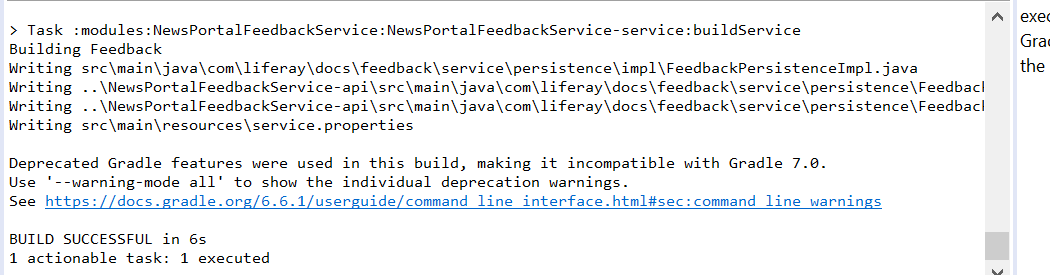 > Task :modules:NewsPortalFeedbackService:NewsPortalFeedbackService-service:buildService
Building Feedback
Writing src\main\java\com\liferay\docs\feedback\service\persistence\impl\FeedbackPersistenceImpl.java
Writing ..\NewsPortalFeedbackService-api\src\main\java\com\liferay\docs\feedback\service\persistence\Feedback
Writing ..\NewsPortalFeedbackService-api\src\main\java\com\liferay\docs\feedback\service\persistence\Feedback
Writing src\main\resources\service.properties
Deprecated Gradle features were used in this build, making it incompatible with Gradle 7.0.
Use '--warning-mode all' to show the individual deprecation warnings.
See https://docs.gradle.org/6.6.1/userguide/command_line_interface.html#sec:command_line_warnings
BUILD SUCCESSFUL in 6s
1 actionable task: 1 executed
the